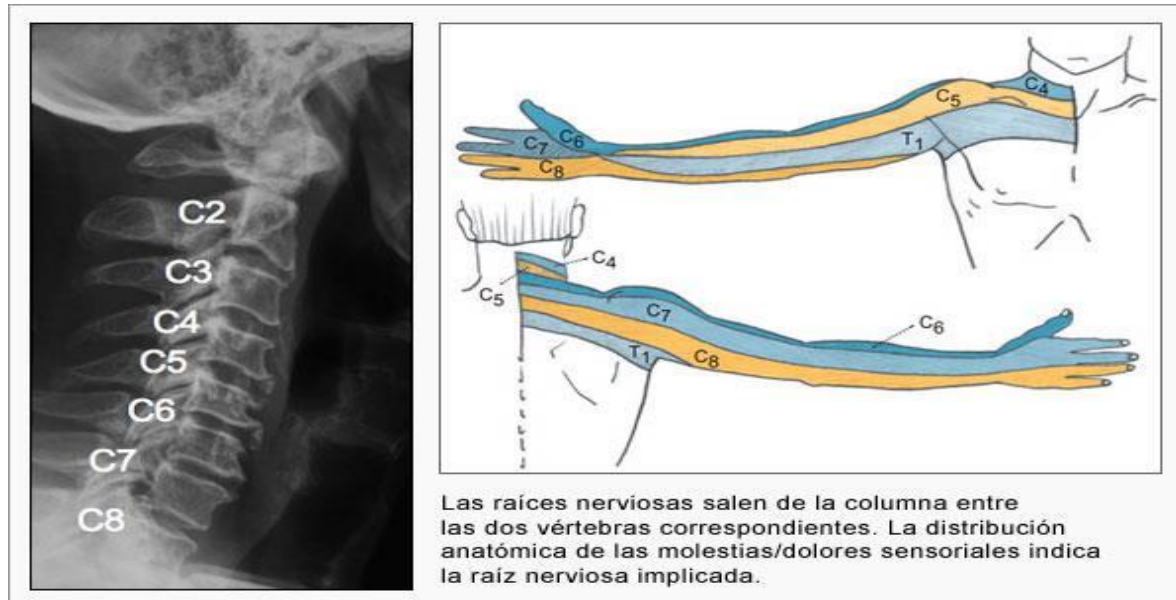 C2
C3
C4
C5
C6
C7
C8
C4
C5
C6
C7
T1
C8
C4
C5
C7
C6
T1
C8
Las raíces nerviosas salen de la columna entre
las dos vértebras correspondientes. La distribución
anatómica de las molestias/dolores sensoriales indica
la raíz nerviosa implicada.